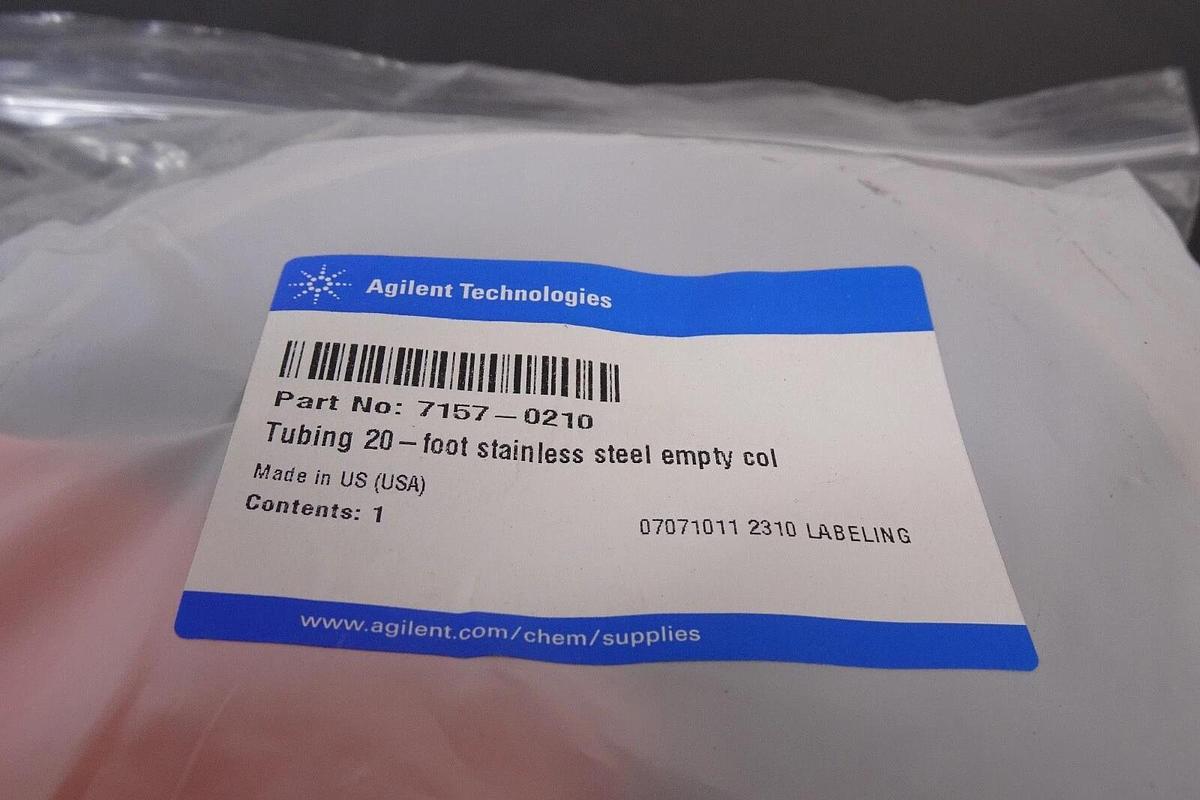 Agilent Technologies
Part No: 7157-0210
Tubing 20-foot stainless steel empty col
Made in US (USA)
Contents: 1
07071011 2310 LABELING
www.agilent.com/chem/supplies